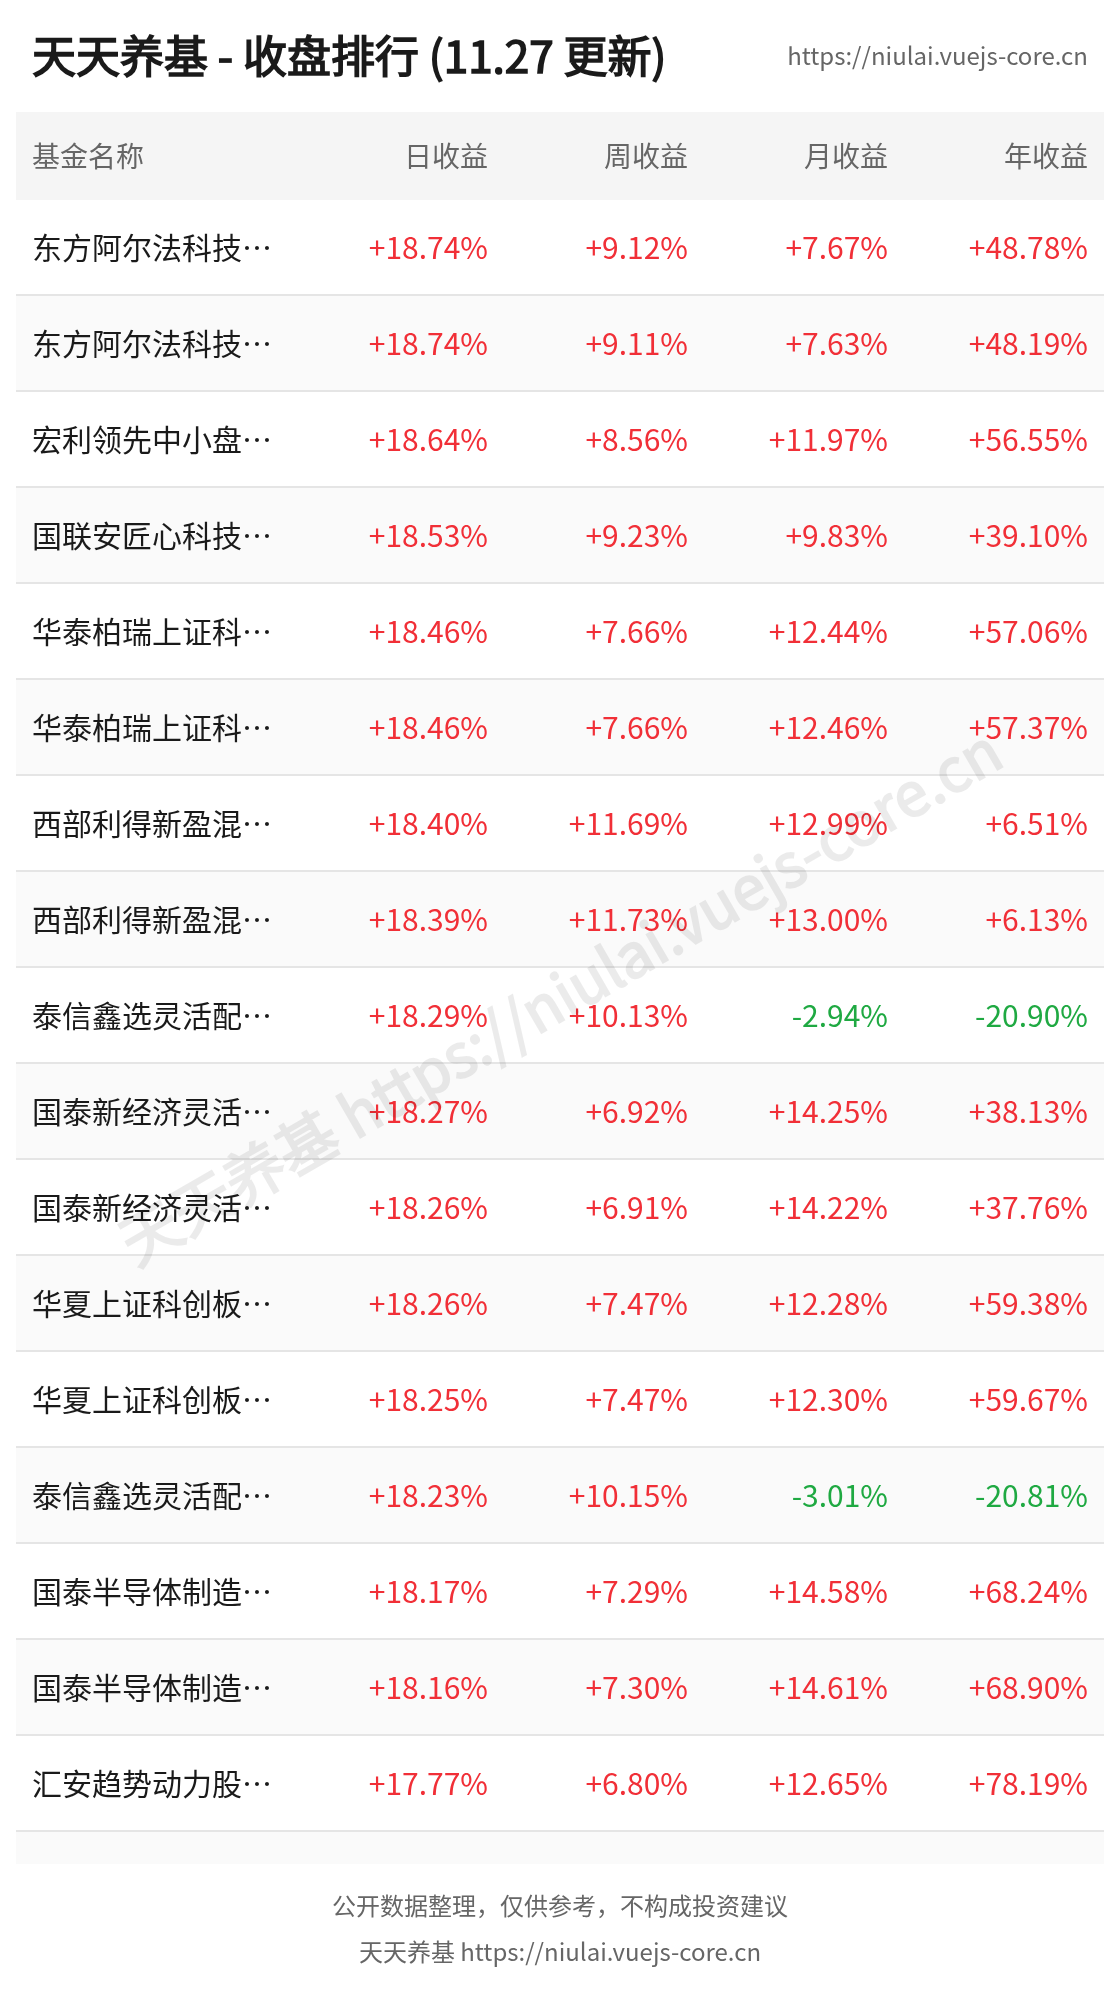 天天养基 - 收盘排行 (11.27 更新) https://niulai.vuejs-core.cn
基金名称 日收益 周收益 月收益 年收益
东方阿尔法科技… +18.74% +9.12% +7.67% +48.78%
东方阿尔法科技… +18.74% +9.11% +7.63% +48.19%
宏利领先中小盘… +18.64% +8.56% +11.97% +56.55%
国联安匠心科技… +18.53% +9.23% +9.83% +39.10%
华泰柏瑞上证科… +18.46% +7.66% +12.44% +57.06%
华泰柏瑞上证科… +18.46% +7.66% +12.46% +57.37%
西部利得新盈混… +18.40% +11.69% +12.99% +6.51%
西部利得新盈混… +18.39% +11.73% +13.00% +6.13%
泰信鑫选灵活配… +18.29% +10.13% -2.94% -20.90%
国泰新经济灵活… +18.27% +6.92% +14.25% +38.13%
国泰新经济灵活… +18.26% +6.91% +14.22% +37.76%
华夏上证科创板… +18.26% +7.47% +12.28% +59.38%
华夏上证科创板… +18.25% +7.47% +12.30% +59.67%
泰信鑫选灵活配… +18.23% +10.15% -3.01% -20.81%
国泰半导体制造… +18.17% +7.29% +14.58% +68.24%
国泰半导体制造… +18.16% +7.30% +14.61% +68.90%
汇安趋势动力股… +17.77% +6.80% +12.65% +78.19%
天天养基 https://niulai.vuejs-core.cn
公开数据整理，仅供参考，不构成投资建议
天天养基 https://niulai.vuejs-core.cn